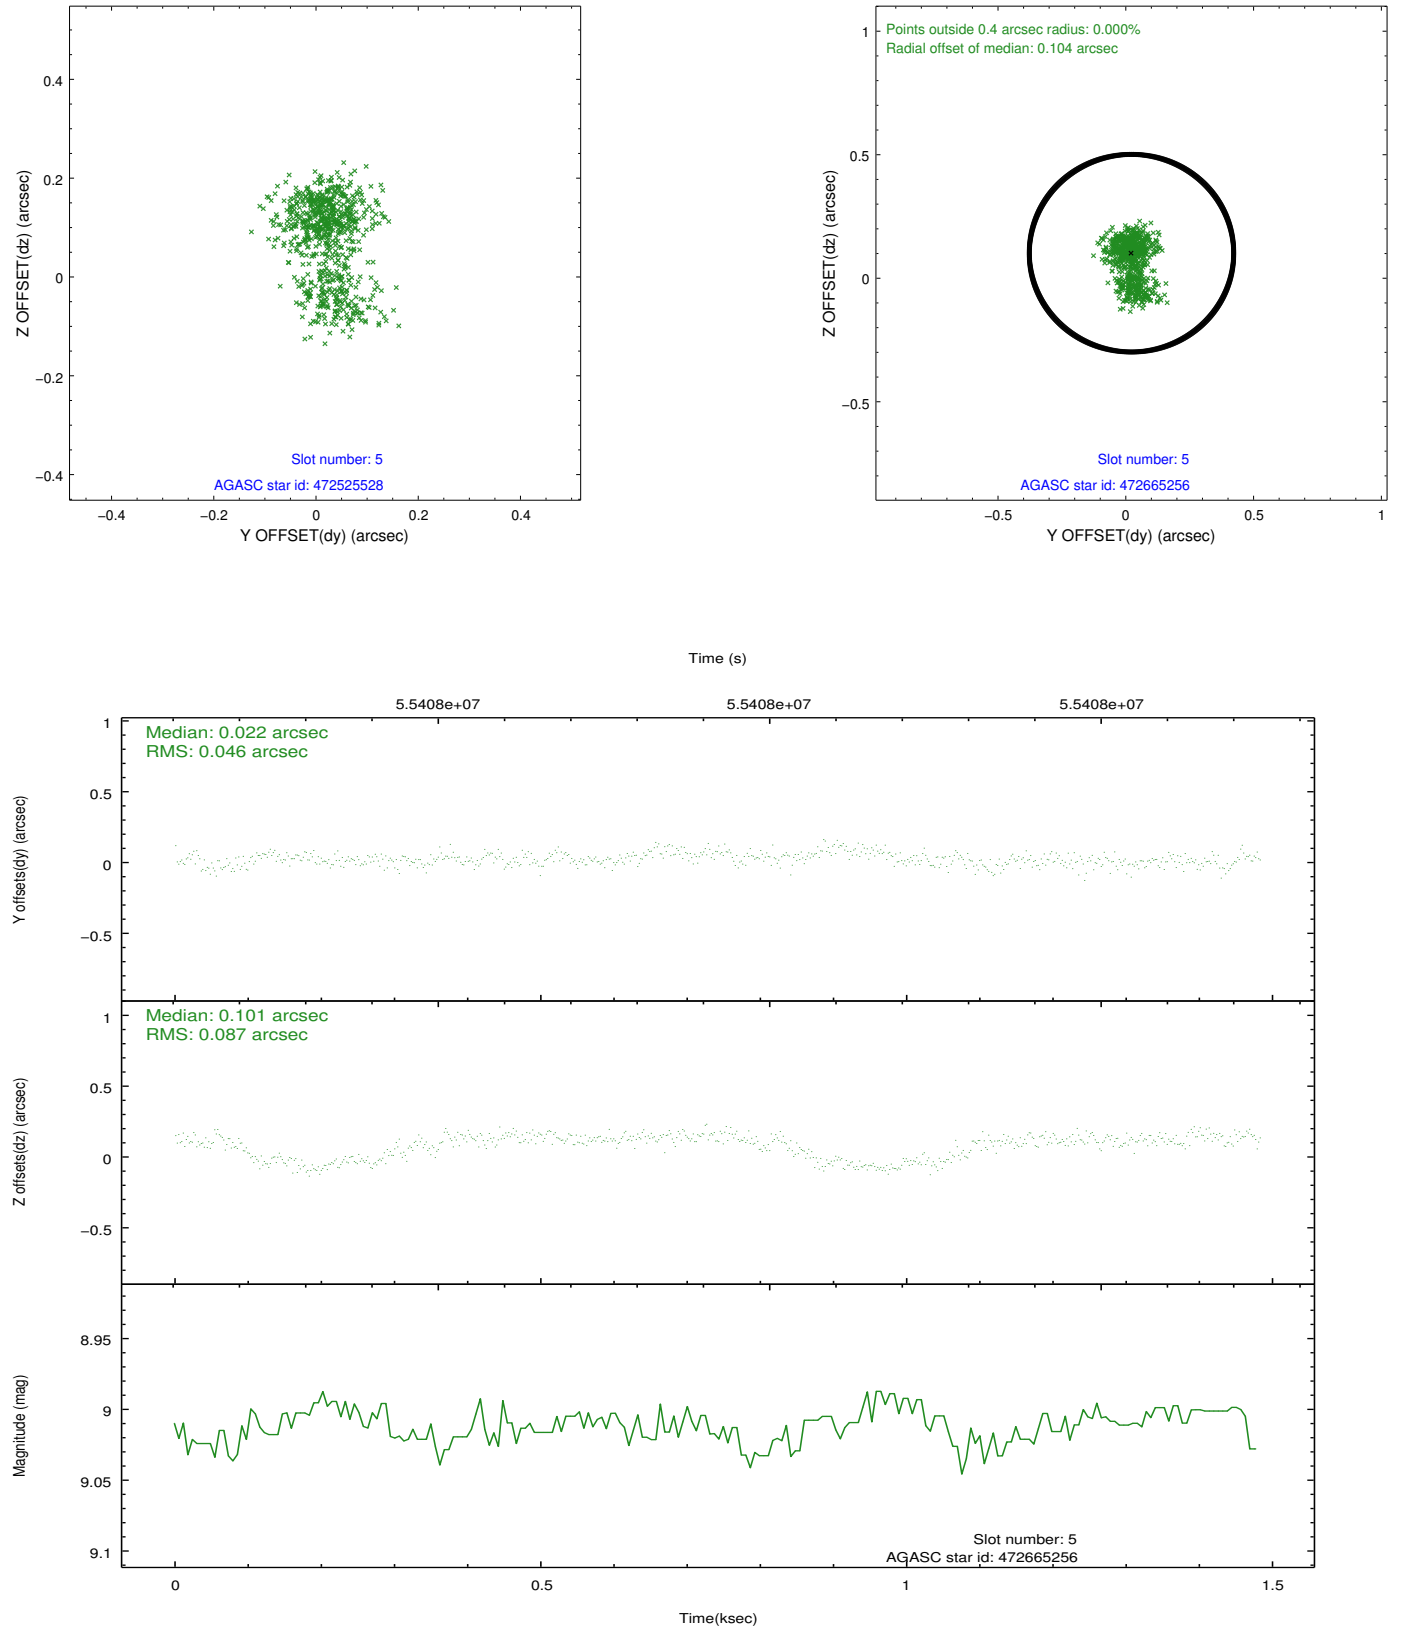 0.4
0.2
0
−0.2
−0.4
Z OFFSET(dz) (arcsec)
Slot number: 5
AGASC star id: 472525528
−0.4 −0.2 0 0.2 0.4
Y OFFSET(dy) (arcsec)
Points outside 0.4 arcsec radius: 0.000%
Radial offset of median: 0.104 arcsec
1
0.5
0
−0.5
Z OFFSET(dz) (arcsec)
Slot number: 5
AGASC star id: 472665256
−0.5 0 0.5 1
Y OFFSET(dy) (arcsec)
Time (s)
5.5408e+07 5.5408e+07 5.5408e+07
Median: 0.022 arcsec
RMS: 0.046 arcsec
1
0.5
0
−0.5
Y offsets(dy) (arcsec)
Median: 0.101 arcsec
RMS: 0.087 arcsec
1
0.5
0
−0.5
Z offsets(dz) (arcsec)
8.95
9
9.05
9.1
Magnitude (mag)
Slot number: 5
AGASC star id: 472665256
0 0.5 1 1.5
Time(ksec)